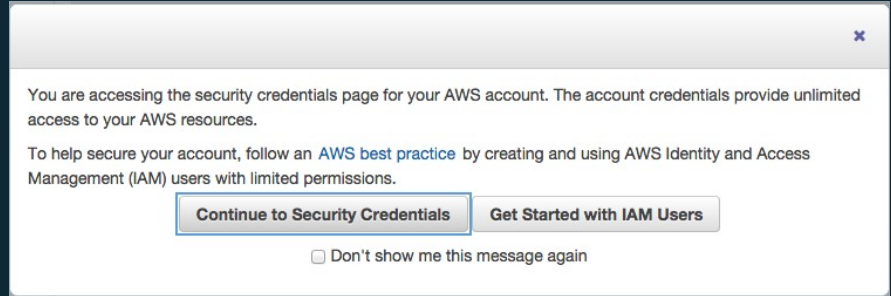 You are accessing the security credentials page for your AWS account. The account credentials provide unlimited
access to your AWS resources.
To help secure your account, follow an AWS best practice by creating and using AWS Identity and Access
Management (IAM) users with limited permissions.
Continue to Security Credentials Get Started with IAM Users
Don't show me this message again